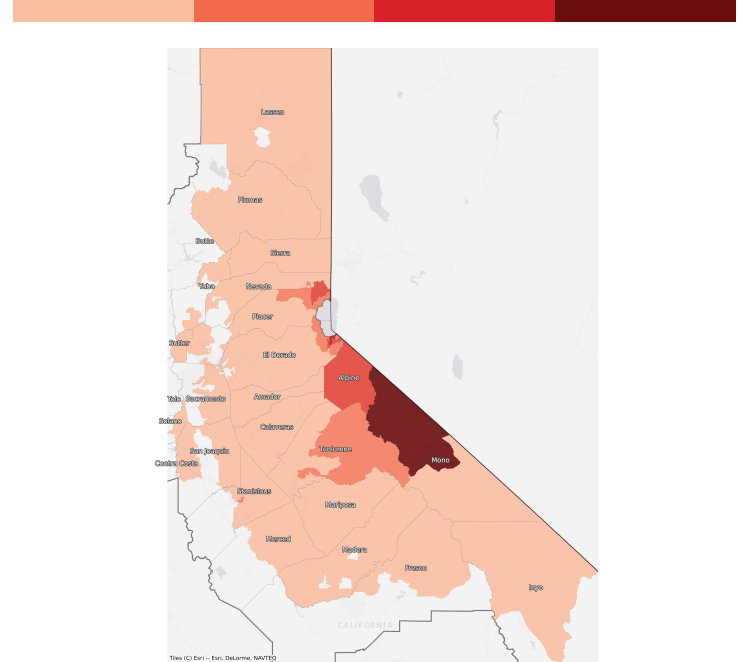 Lassen
Plumas
Butte
Sierra
Yuba
Nevada
Placer
Sutter
El Dorado
Alpine
Yolo
Sacramento
Amador
Solano
Calaveras
San Joaquin
Tuolumne
Contra Costa
Mono
Stanislaus
Mariposa
Merced
Madera
Fresno
Inyo
CALIFORNIA
Tiles (C) Esri -- Esri, DeLorme, NAVTEQ